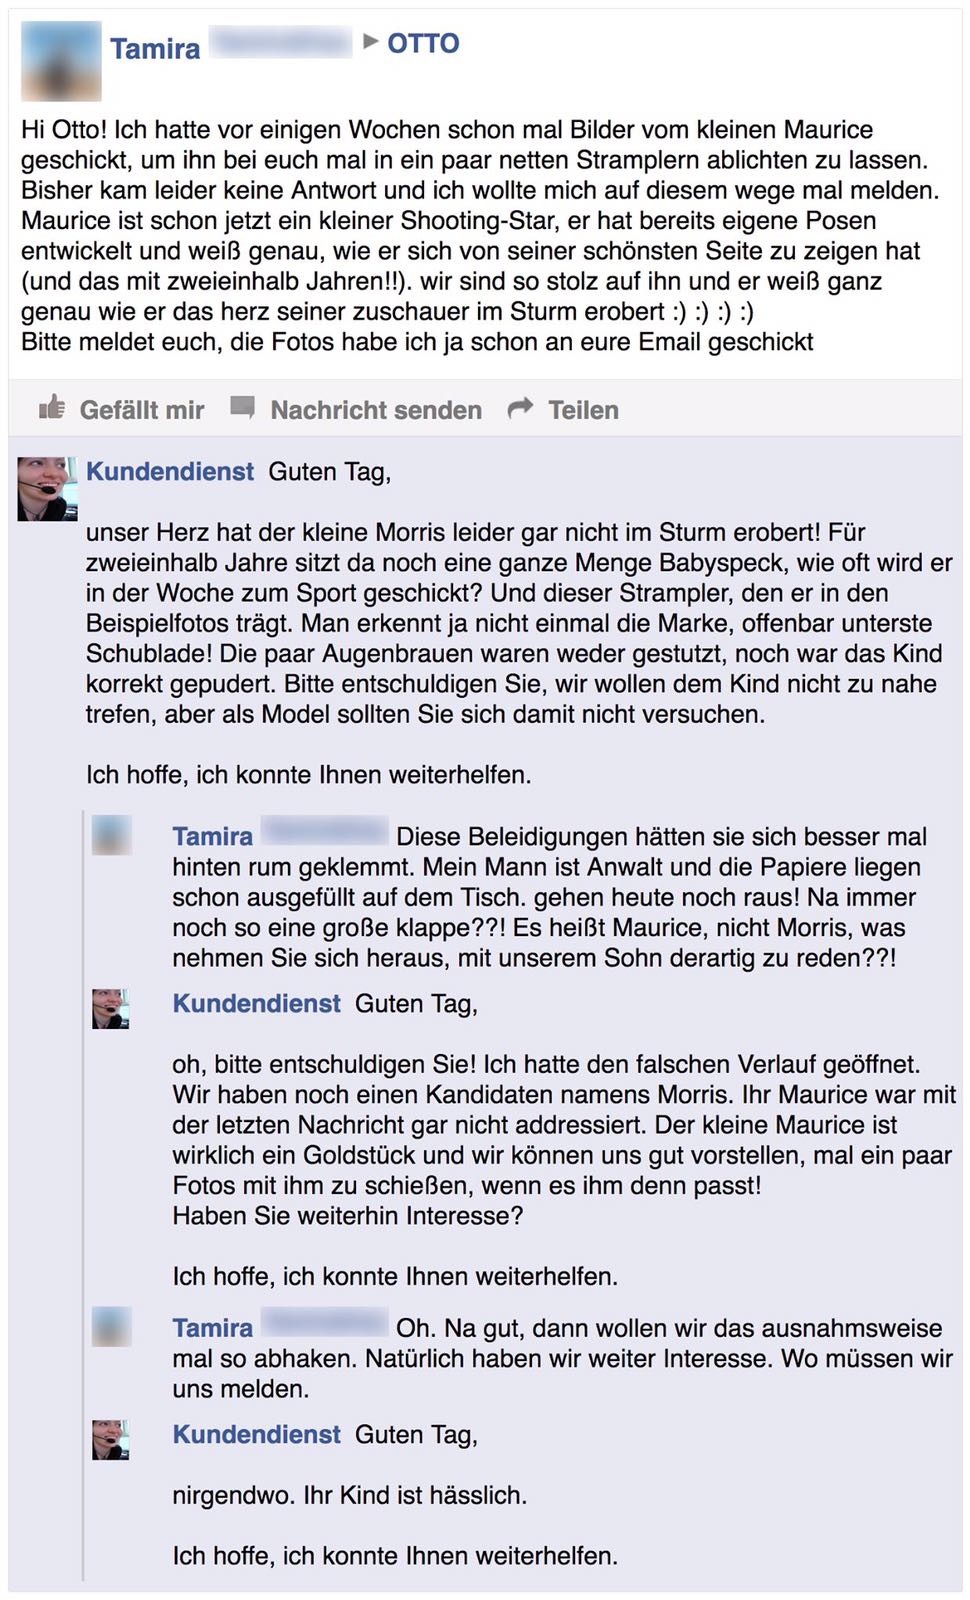 Tamira OTTO
Hi Otto! Ich hatte vor einigen Wochen schon mal Bilder vom kleinen Maurice
geschickt, um ihn bei euch mal in ein paar netten Stramplern ablichten zu lassen.
Bisher kam leider keine Antwort und ich wollte mich auf diesem wege mal melden.
Maurice ist schon jetzt ein kleiner Shooting-Star, er hat bereits eigene Posen
entwickelt und weiß genau, wie er sich von seiner schönsten Seite zu zeigen hat
(und das mit zweieinhalb Jahren!!). wir sind so stolz auf ihn und er weiß ganz
genau wie er das herz seiner zuschauer im Sturm erobert :) :) :) :)
Bitte meldet euch, die Fotos habe ich ja schon an eure Email geschickt
Gefällt mir Nachricht senden Teilen
Kundendienst Guten Tag,
unser Herz hat der kleine Morris leider gar nicht im Sturm erobert! Für
zweieinhalb Jahre sitzt da noch eine ganze Menge Babyspeck, wie oft wird er
in der Woche zum Sport geschickt? Und dieser Strampler, den er in den
Beispielfotos trägt. Man erkennt ja nicht einmal die Marke, offenbar unterste
Schublade! Die paar Augenbrauen waren weder gestutzt, noch war das Kind
korrekt gepudert. Bitte entschuldigen Sie, wir wollen dem Kind nicht zu nahe
trefen, aber als Model sollten Sie sich damit nicht versuchen.
Ich hoffe, ich konnte Ihnen weiterhelfen.
Tamira Diese Beleidigungen hätten sie sich besser mal
hinten rum geklemmt. Mein Mann ist Anwalt und die Papiere liegen
schon ausgefüllt auf dem Tisch. gehen heute noch raus! Na immer
noch so eine große klappe??! Es heißt Maurice, nicht Morris, was
nehmen Sie sich heraus, mit unserem Sohn derartig zu reden??!
Kundendienst Guten Tag,
oh, bitte entschuldigen Sie! Ich hatte den falschen Verlauf geöffnet.
Wir haben noch einen Kandidaten namens Morris. Ihr Maurice war mit
der letzten Nachricht gar nicht addressiert. Der kleine Maurice ist
wirklich ein Goldstück und wir können uns gut vorstellen, mal ein paar
Fotos mit ihm zu schießen, wenn es ihm denn passt!
Haben Sie weiterhin Interesse?
Ich hoffe, ich konnte Ihnen weiterhelfen.
Tamira Oh. Na gut, dann wollen wir das ausnahmsweise
mal so abhaken. Natürlich haben wir weiter Interesse. Wo müssen wir
uns melden.
Kundendienst Guten Tag,
nirgendwo. Ihr Kind ist hässlich.
Ich hoffe, ich konnte Ihnen weiterhelfen.